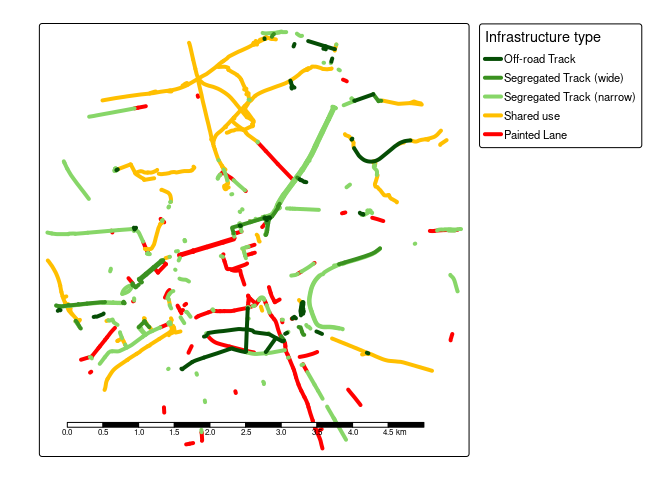 Infrastructure type
Off-road Track
Segregated Track (wide)
Segregated Track (narrow)
Shared use
Painted Lane
0.0 0.5 1.0 1.5 2.0 2.5 3.0 3.5 4.0 4.5 km